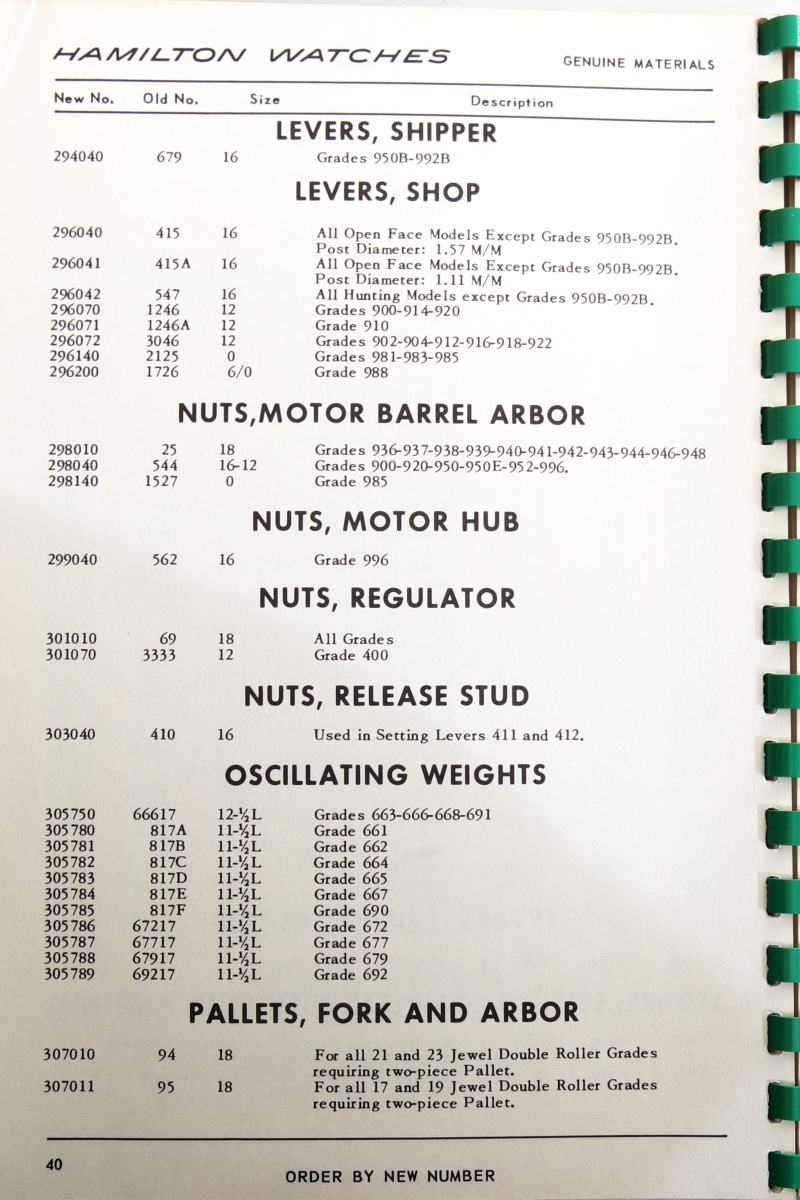 HAMILTON WATCHES GENUINE MATERIALS
New No. Old No. Size Description
LEVERS, SHIPPER
294040 679 16 Grades 950B-992B
LEVERS, SHOP
296040 415 16 All Open Face Models Except Grades 950B-992B.
Post Diameter: 1.57 M/M
296041 415A 16 All Open Face Models Except Grades 950B-992B.
Post Diameter: 1.11 M/M
296042 547 16 All Hunting Models except Grades 950B-992B.
296070 1246 12 Grades 900-914-920
296071 1246A 12 Grade 910
296072 3046 12 Grades 902-904-912-916-918-922
296140 2125 0 Grades 981-983-985
296200 1726 6/0 Grade 988
NUTS,MOTOR BARREL ARBOR
298010 25 18 Grades 936-937-938-939-940-941-942-943-944-946-948
298040 544 16-12 Grades 900-920-950-950E-952-996.
298140 1527 0 Grade 985
NUTS, MOTOR HUB
299040 562 16 Grade 996
NUTS, REGULATOR
301010 69 18 All Grades
301070 3333 12 Grade 400
NUTS, RELEASE STUD
303040 410 16 Used in Setting Levers 411 and 412.
OSCILLATING WEIGHTS
305750 66617 12-½L Grades 663-666-668-691
305780 817A 11-½L Grade 661
305781 817B 11-½L Grade 662
305782 817C 11-½L Grade 664
305783 817D 11-½L Grade 665
305784 817E 11-½L Grade 667
305785 817F 11-½L Grade 690
305786 67217 11-½L Grade 672
305787 67717 11-½L Grade 677
305788 67917 11-½L Grade 679
305789 69217 11-½L Grade 692
PALLETS, FORK AND ARBOR
307010 94 18 For all 21 and 23 Jewel Double Roller Grades
requiring two-piece Pallet.
307011 95 18 For all 17 and 19 Jewel Double Roller Grades
requiring two-piece Pallet.
40
ORDER BY NEW NUMBER